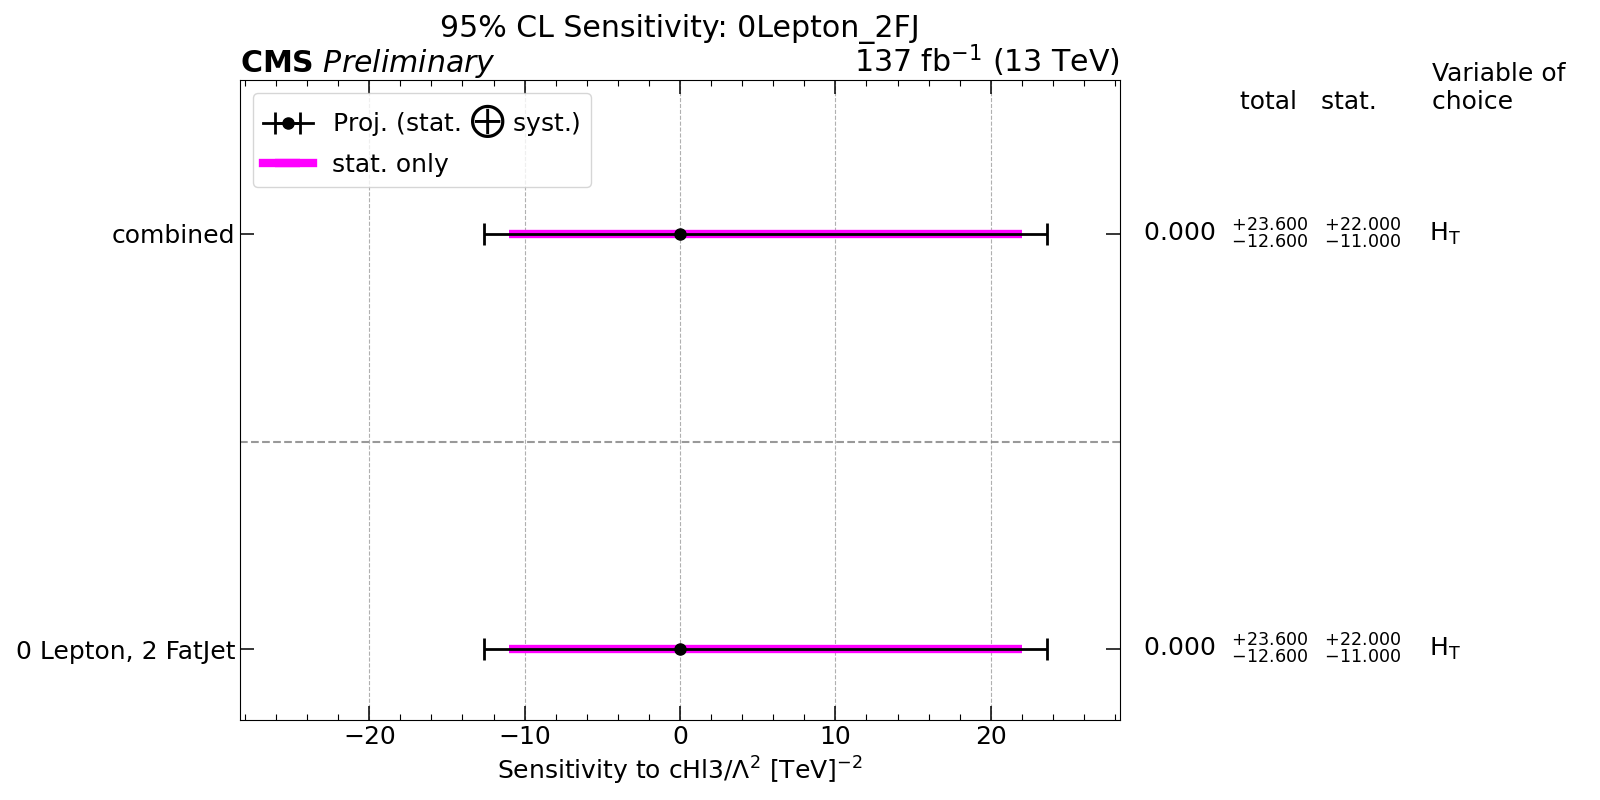 95% CL Sensitivity: 0Lepton_2FJ
CMS Preliminary 137 fb⁻¹ (13 TeV)
Variable of
total stat. choice
Proj. (stat. ⊕ syst.)
stat. only
combined 0.000 +23.600 −12.600 +22.000 −11.000 H_T
0 Lepton, 2 FatJet 0.000 +23.600 −12.600 +22.000 −11.000 H_T
−20 −10 0 10 20
Sensitivity to cHl3/Λ² [TeV]⁻²